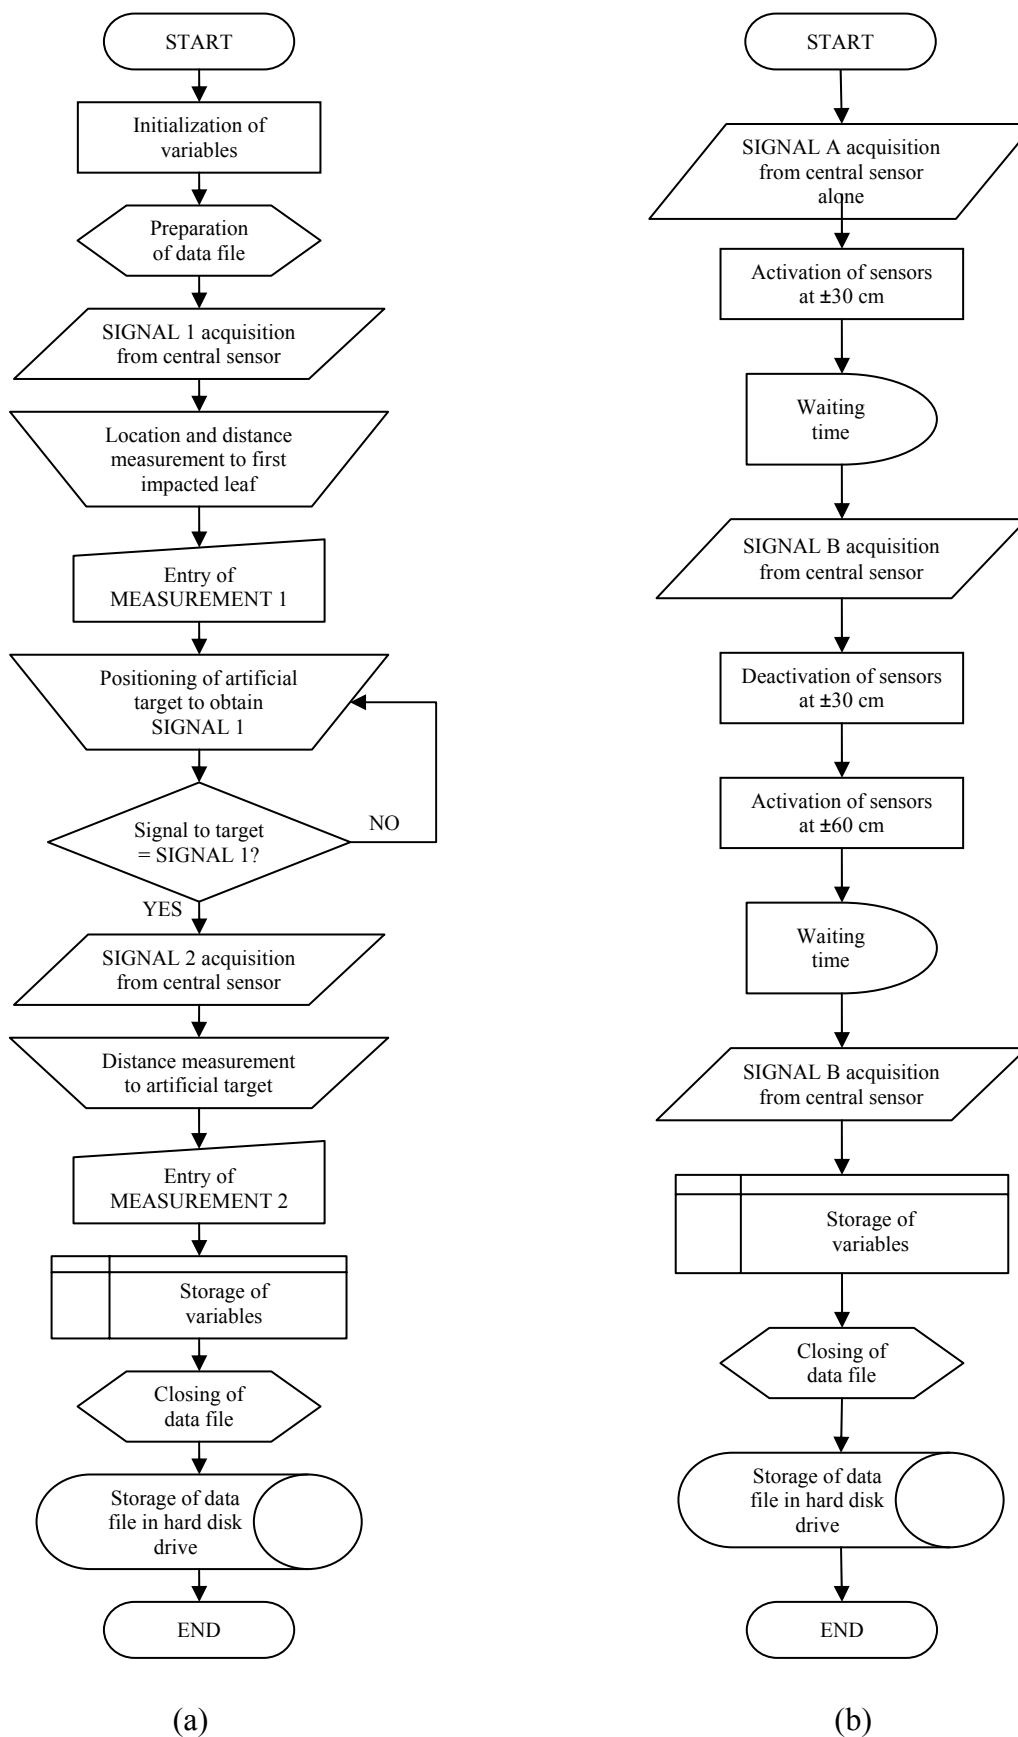 START
Initialization of
variables
Preparation
of data file
SIGNAL 1 acquisition
from central sensor
Location and distance
measurement to first
impacted leaf
Entry of
MEASUREMENT 1
Positioning of artificial
target to obtain
SIGNAL 1
Signal to target
= SIGNAL 1?
NO
YES
SIGNAL 2 acquisition
from central sensor
Distance measurement
to artificial target
Entry of
MEASUREMENT 2
Storage of
variables
Closing of
data file
Storage of data
file in hard disk
drive
END
(a)
START
SIGNAL A acquisition
from central sensor
alone
Activation of sensors
at ±30 cm
Waiting
time
SIGNAL B acquisition
from central sensor
Deactivation of sensors
at ±30 cm
Activation of sensors
at ±60 cm
Waiting
time
SIGNAL B acquisition
from central sensor
Storage of
variables
Closing of
data file
Storage of data
file in hard disk
drive
END
(b)